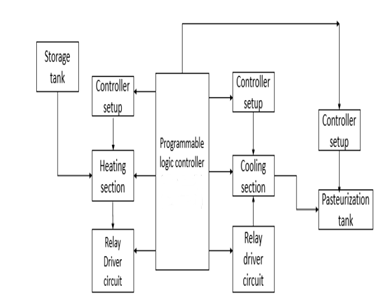 Storage
tank
Controller
setup
Heating
section
Relay
Driver
circuit
Programmable
logic controller
Controller
setup
Cooling
section
Relay
driver
circuit
Controller
setup
Pasteurization
tank